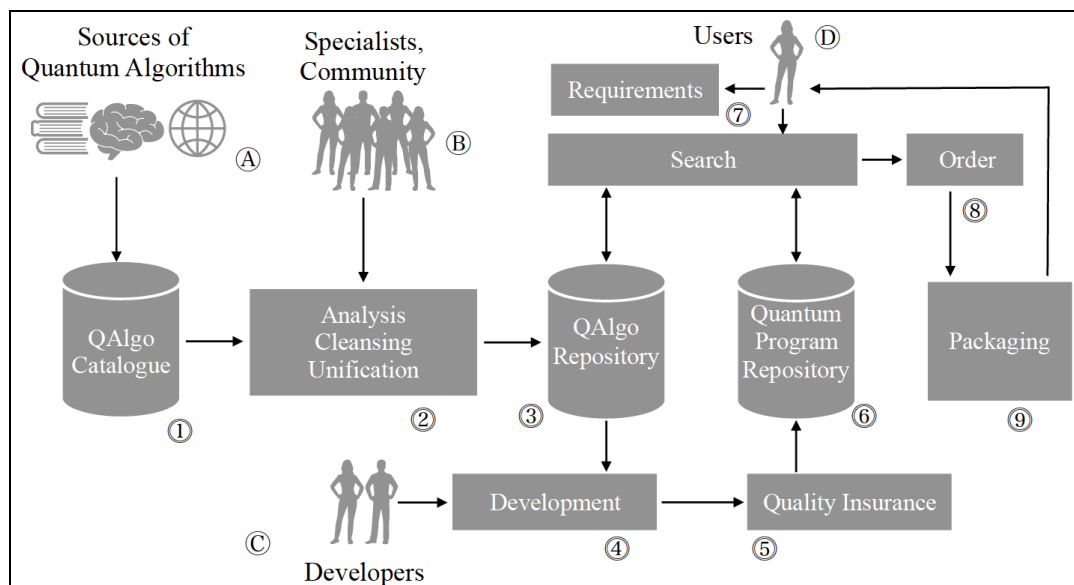 Sources of
Quantum Algorithms
Ⓐ
Specialists,
Community
Ⓑ
Users
Ⓓ
Requirements
⑦
Search
Order
⑧
QAlgo
Catalogue
①
Analysis
Cleansing
Unification
②
QAlgo
Repository
③
Quantum
Program
Repository
⑥
Packaging
⑨
Development
④
Quality Insurance
⑤
Ⓒ
Developers